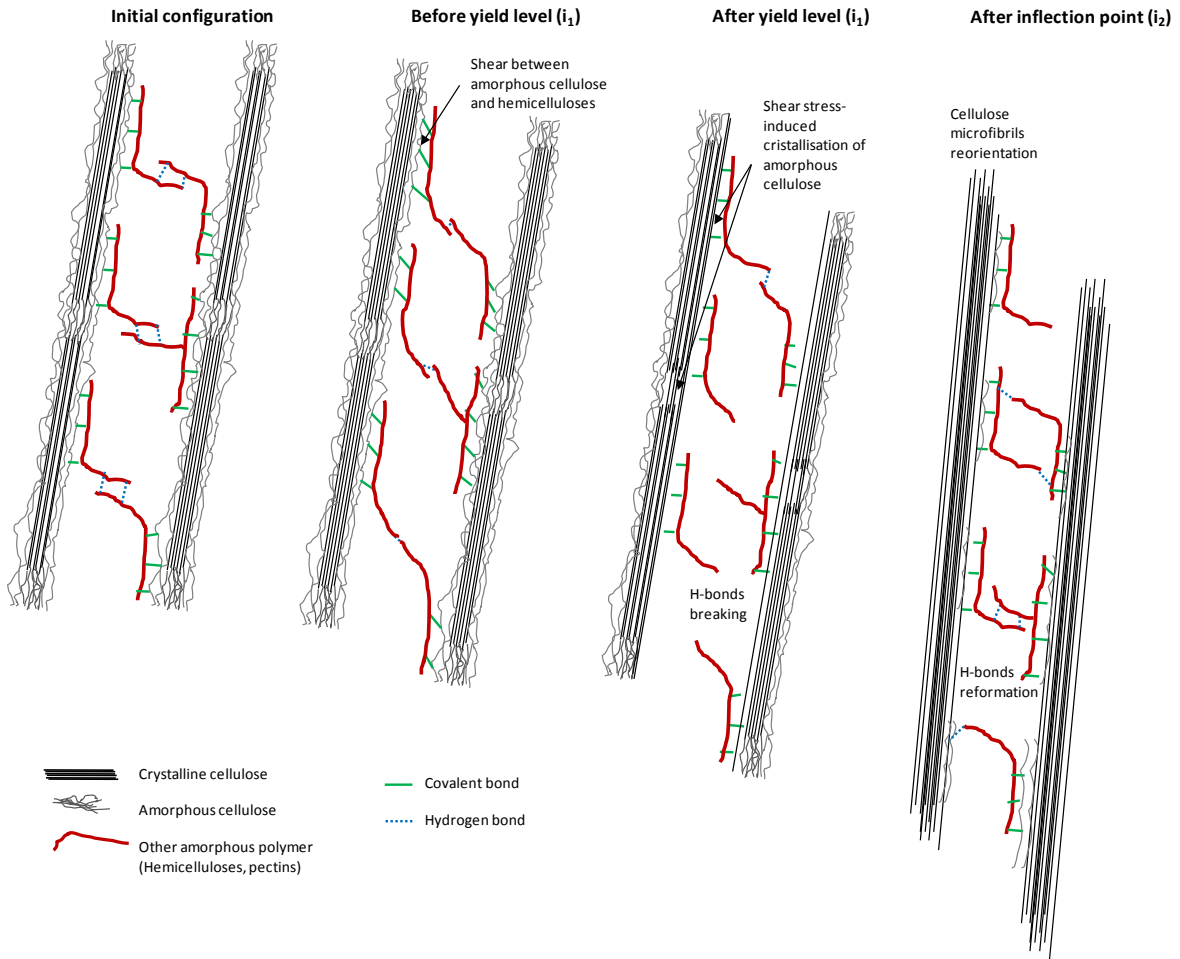 Initial configuration
Before yield level (i₁)
After yield level (i₁)
After inflection point (i₂)
Shear between
amorphous cellulose
and hemicelluloses
Shear stress-
induced
cristallisation of
amorphous
cellulose
Cellulose
microfibrils
reorientation
H-bonds
breaking
H-bonds
reformation
Crystalline cellulose
Amorphous cellulose
Other amorphous polymer
(Hemicelluloses, pectins)
Covalent bond
Hydrogen bond